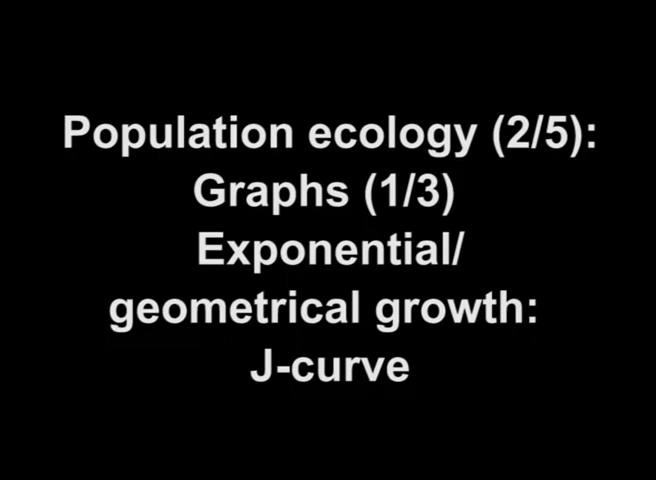 Population ecology (2/5):
Graphs (1/3)
Exponential/
geometrical growth:
J-curve